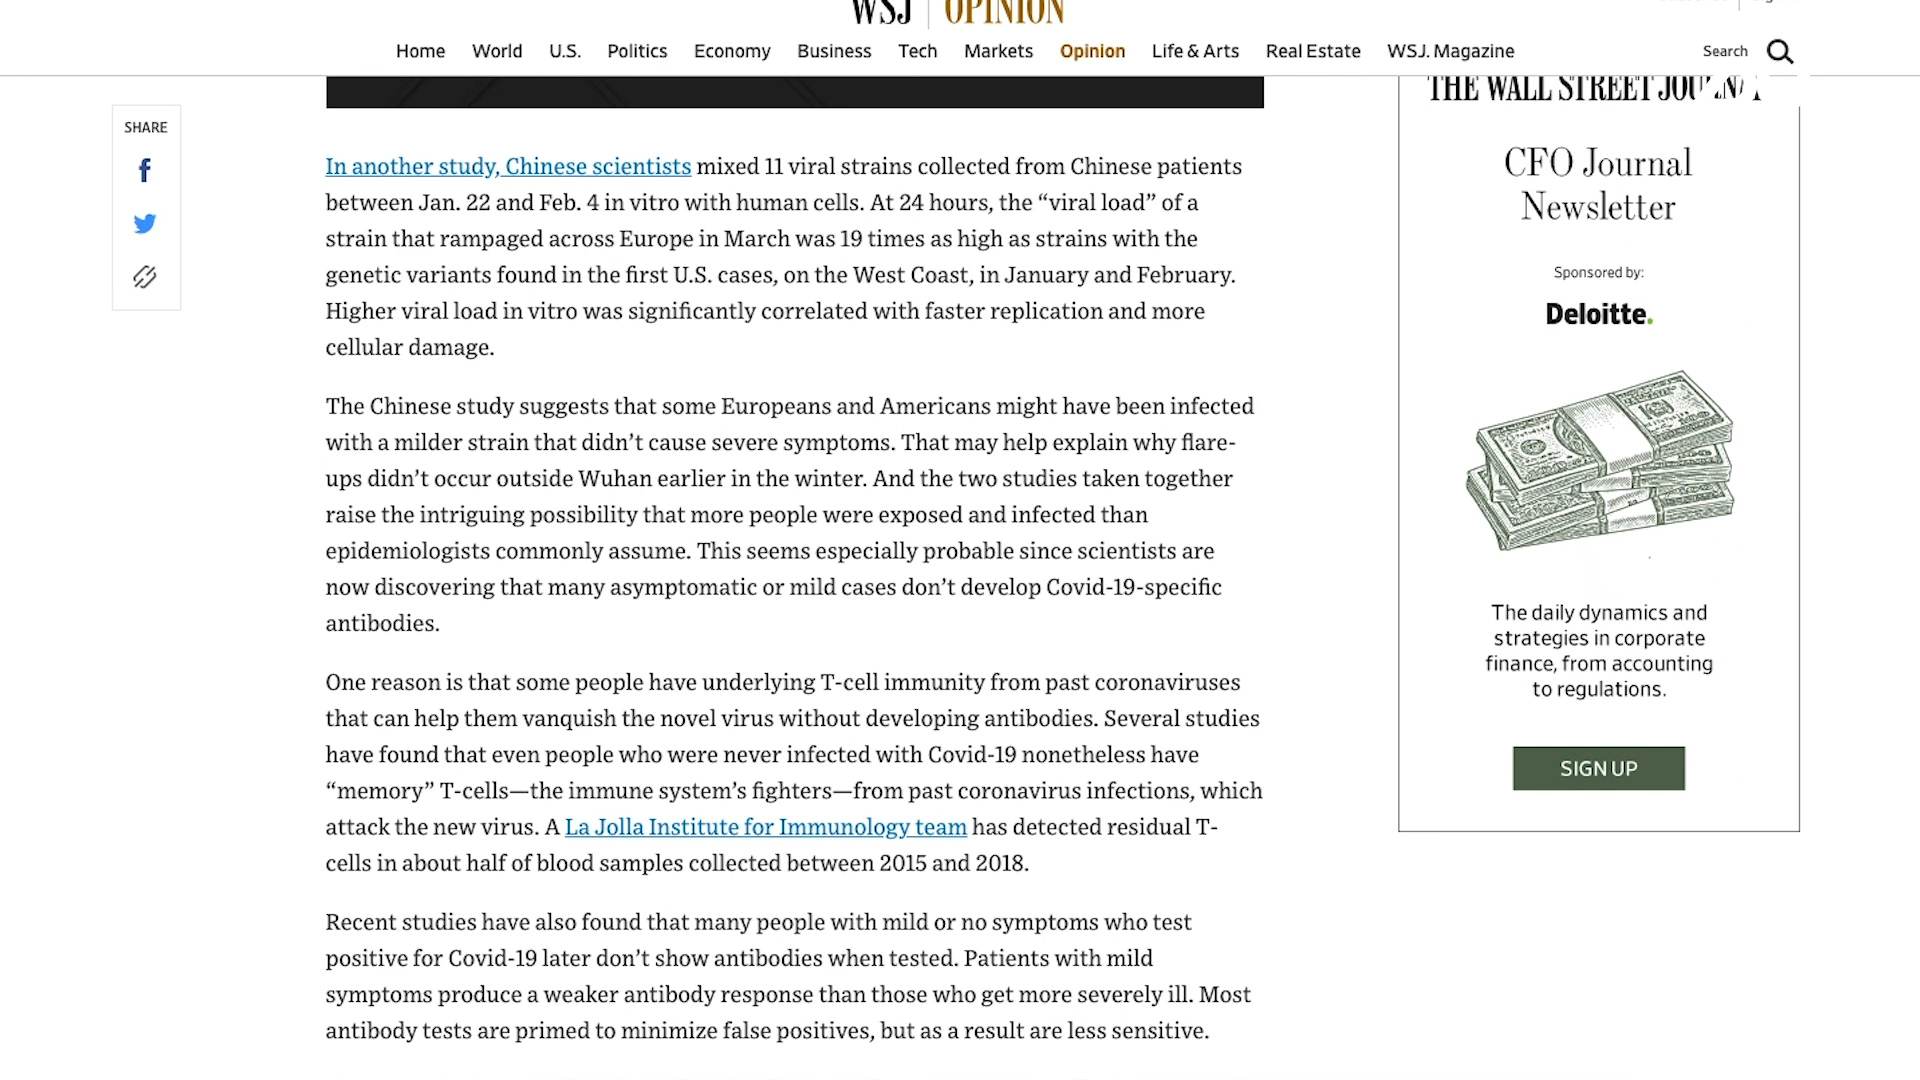 WSJ OPINION
Home World U.S. Politics Economy Business Tech Markets Opinion Life & Arts Real Estate WSJ. Magazine
Search
SHARE
In another study, Chinese scientists mixed 11 viral strains collected from Chinese patients
between Jan. 22 and Feb. 4 in vitro with human cells. At 24 hours, the “viral load” of a
strain that rampaged across Europe in March was 19 times as high as strains with the
genetic variants found in the first U.S. cases, on the West Coast, in January and February.
Higher viral load in vitro was significantly correlated with faster replication and more
cellular damage.
The Chinese study suggests that some Europeans and Americans might have been infected
with a milder strain that didn’t cause severe symptoms. That may help explain why flare-
ups didn’t occur outside Wuhan earlier in the winter. And the two studies taken together
raise the intriguing possibility that more people were exposed and infected than
epidemiologists commonly assume. This seems especially probable since scientists are
now discovering that many asymptomatic or mild cases don’t develop Covid-19-specific
antibodies.
One reason is that some people have underlying T-cell immunity from past coronaviruses
that can help them vanquish the novel virus without developing antibodies. Several studies
have found that even people who were never infected with Covid-19 nonetheless have
“memory” T-cells—the immune system’s fighters—from past coronavirus infections, which
attack the new virus. A La Jolla Institute for Immunology team has detected residual T-
cells in about half of blood samples collected between 2015 and 2018.
Recent studies have also found that many people with mild or no symptoms who test
positive for Covid-19 later don’t show antibodies when tested. Patients with mild
symptoms produce a weaker antibody response than those who get more severely ill. Most
antibody tests are primed to minimize false positives, but as a result are less sensitive.
THE WALL STREET
CFO Journal
Newsletter
Sponsored by:
Deloitte.
The daily dynamics and
strategies in corporate
finance, from accounting
to regulations.
SIGN UP